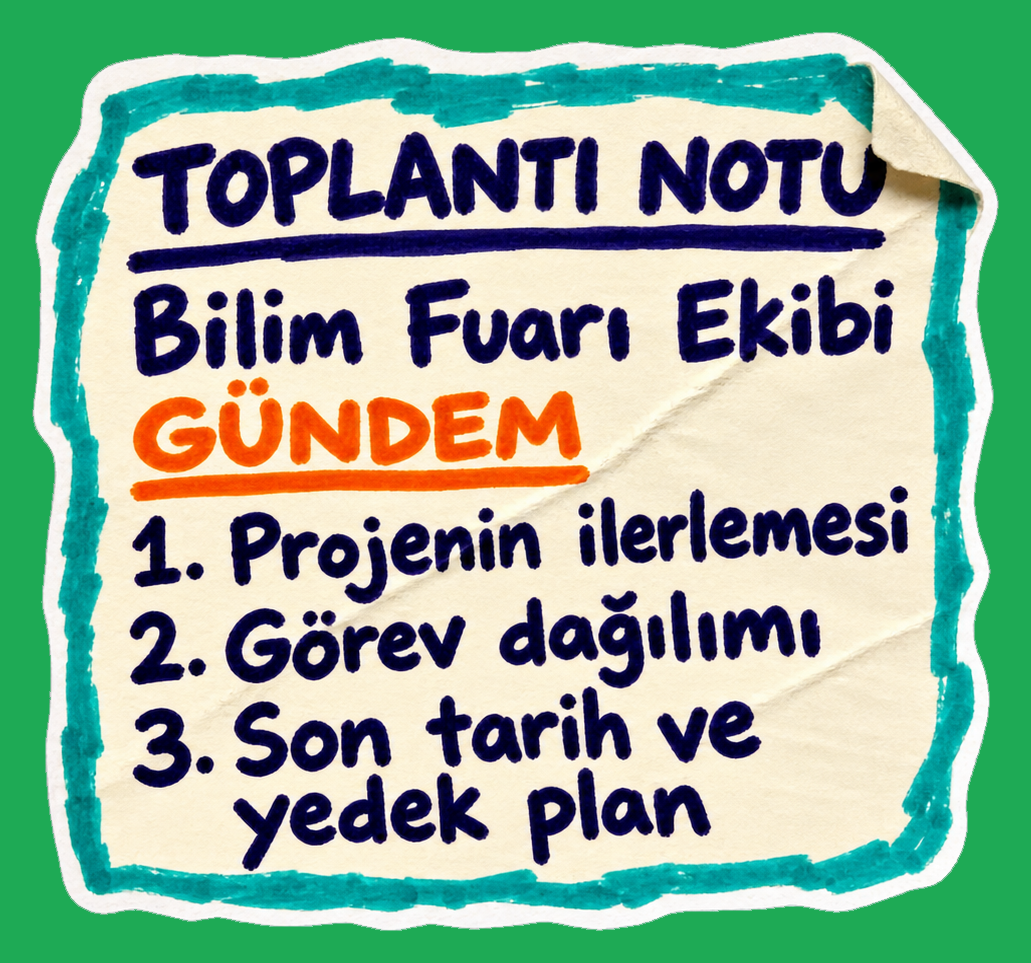 TOPLANTI NOTU
Bilim Fuarı Ekibi
GÜNDEM
1. Projenin ilerlemesi
2. Görev dağılımı
3. Son tarih ve
yedek plan